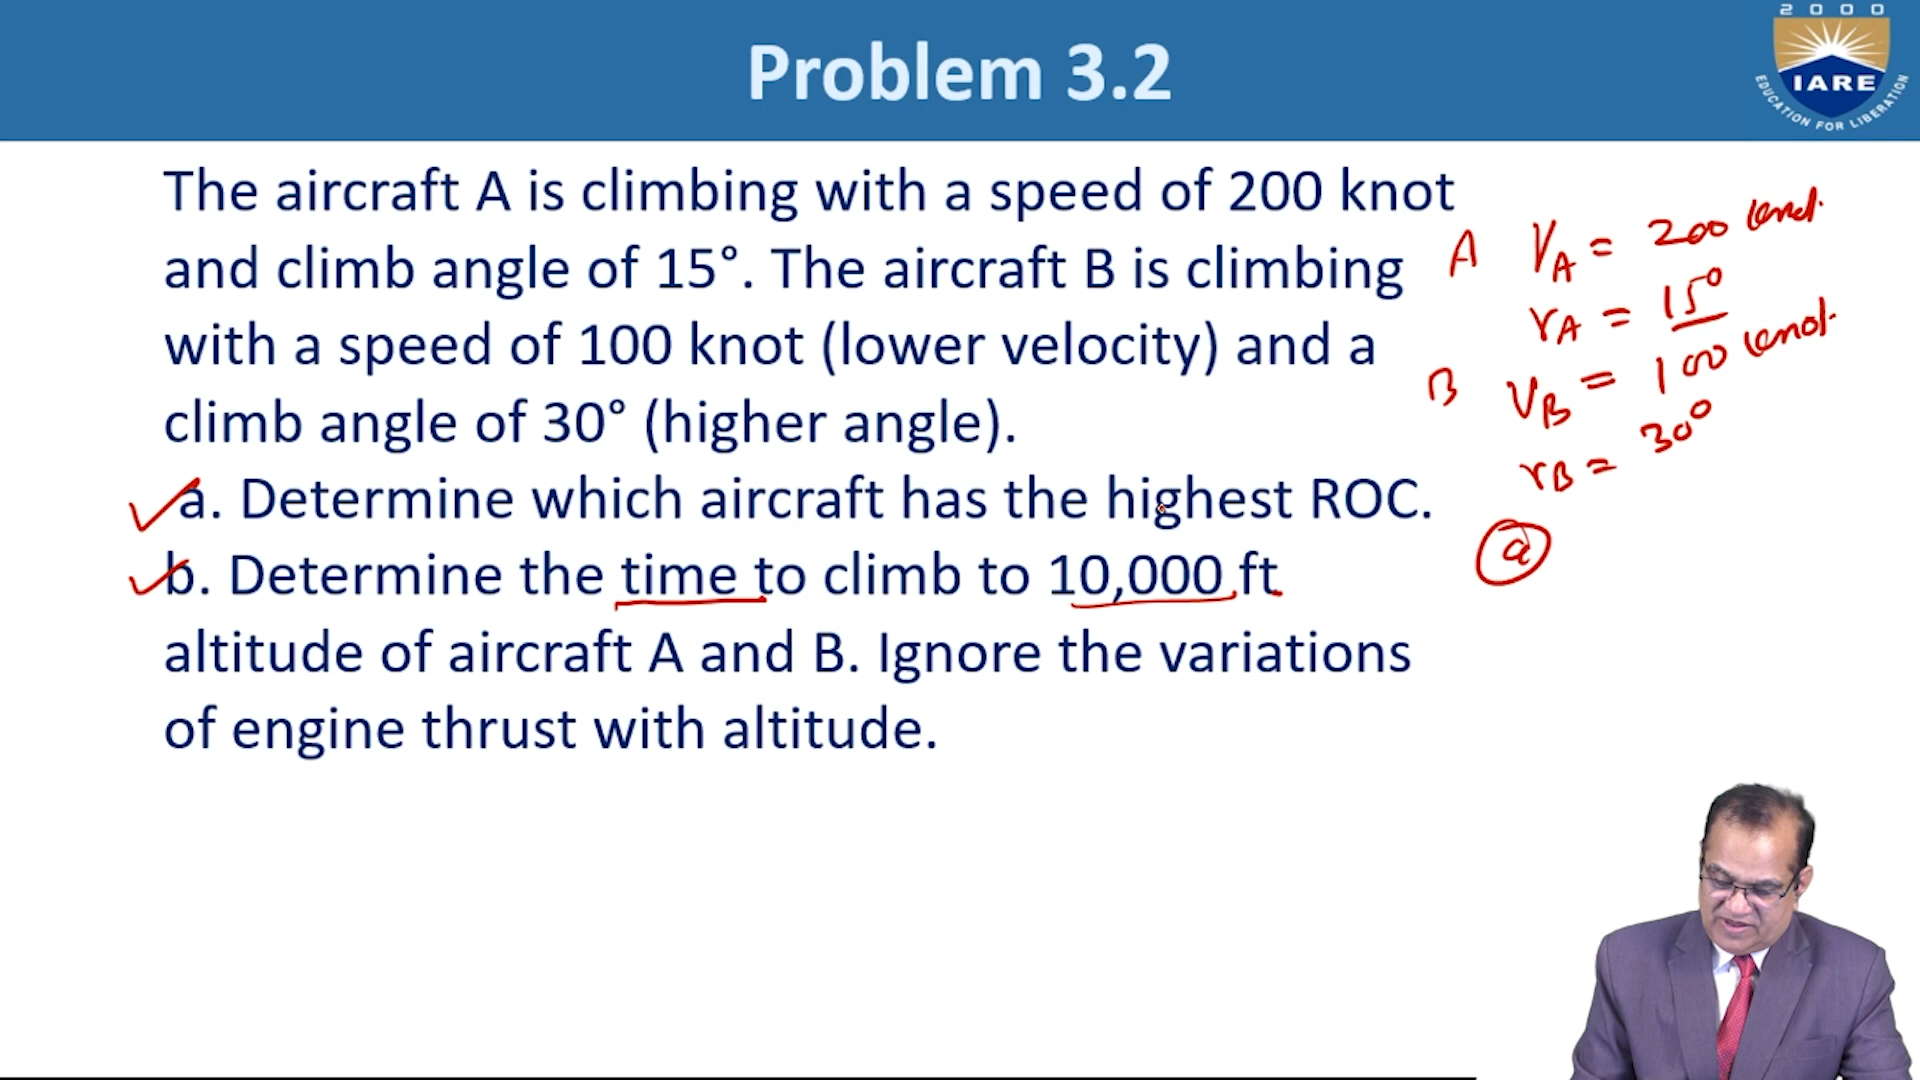 Problem 3.2
2000
IARE
EDUCATION FOR LIBERATION
The aircraft A is climbing with a speed of 200 knot
and climb angle of 15°. The aircraft B is climbing
with a speed of 100 knot (lower velocity) and a
climb angle of 30° (higher angle).
a. Determine which aircraft has the highest ROC.
b. Determine the time to climb to 10,000 ft
altitude of aircraft A and B. Ignore the variations
of engine thrust with altitude.
A V_A = 200 knot.
γ_A = 15°
B V_B = 100 knot.
γ_B = 30°
a